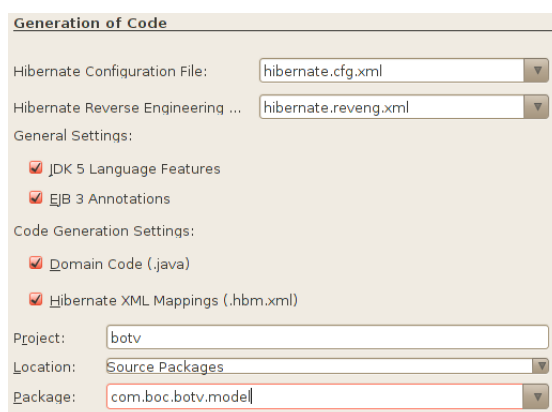 Generation of Code
Hibernate Configuration File: hibernate.cfg.xml
Hibernate Reverse Engineering ... hibernate.reveng.xml
General Settings:
JDK 5 Language Features
EJB 3 Annotations
Code Generation Settings:
Domain Code (.java)
Hibernate XML Mappings (.hbm.xml)
Project: botv
Location: Source Packages
Package: com.boc.botv.model